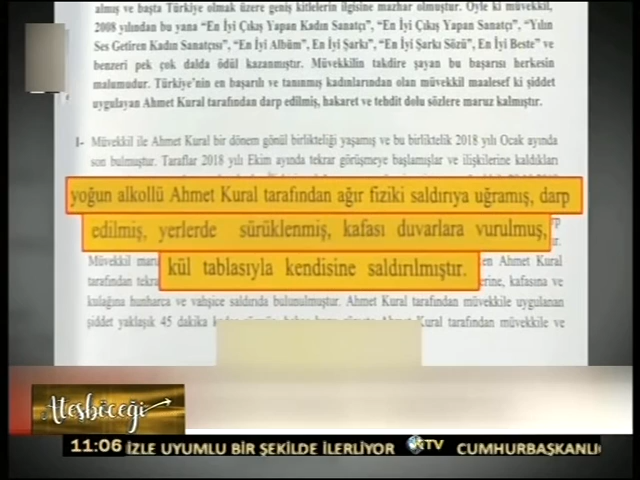 almış ve başta Türkiye olmak üzere geniş kitlelerin ilgisine mazhar olmuştur. Öyle ki müvekkil,
2008 yılından bu yana “En İyi Çıkış Yapan Kadın Sanatçı”, “En İyi Çıkış Yapan Sanatçı”, “Yılın
Ses Getiren Kadın Sanatçısı”, “En İyi Albüm”, En İyi Şarkı”, “En İyi Şarkı Sözü”, En İyi Beste” ve
benzeri pek çok dalda ödül kazanmıştır. Müvekkilin takdire şayan bu başarısı herkesin
malumudur. Türkiye'nin en başarılı ve tanınmış kadınlarından olan müvekkil maalesef ki şiddet
uygulayan Ahmet Kural tarafından darp edilmiş, hakaret ve tehdit dolu sözlere maruz kalmıştır.
1- Müvekkil ile Ahmet Kural bir dönem gönül birlikteliği yaşamış ve bu birliktelik 2018 yılı Ocak ayında
son bulmuştur. Taraflar 2018 yılı Ekim ayında tekrar görüşmeye başlamışlar ve ilişkilerine kaldıkları
yoğun alkollü Ahmet Kural tarafından ağır fiziki saldırıya uğramış, darp
edilmiş, yerlerde sürüklenmiş, kafası duvarlara vurulmuş,
kül tablasıyla kendisine saldırılmıştır.
Müvekkil en Ahmet Kural
tarafından kafasına ve
kulağına hunharca ve vahşice saldırıda bulunulmuştur. Ahmet Kural tarafından müvekkile uygulanan
şiddet yaklaşık 45 dakika Ahmet Kural tarafından müvekkile ve
Ateşböceği
11:06 İZLE UYUMLU BİR ŞEKİLDE İLERLİYOR KTV CUMHURBAŞKANLI